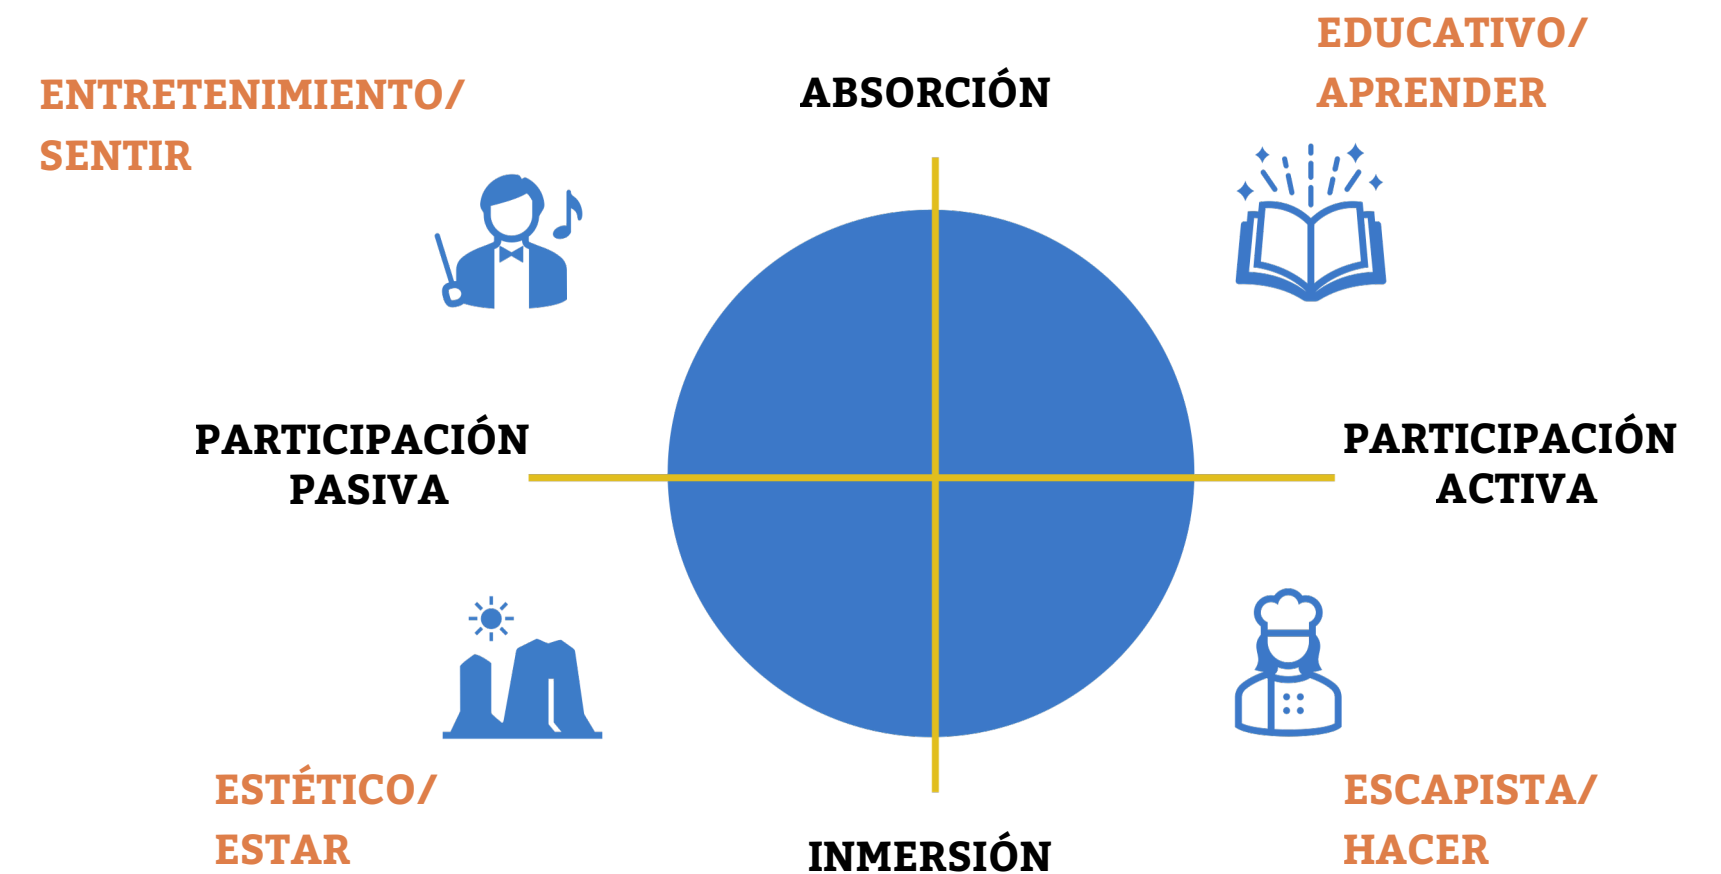 EDUCATIVO/
APRENDER
ENTRETENIMIENTO/
SENTIR
ABSORCIÓN
PARTICIPACIÓN
PASIVA
PARTICIPACIÓN
ACTIVA
ESTÉTICO/
ESTAR
INMERSIÓN
ESCAPISTA/
HACER